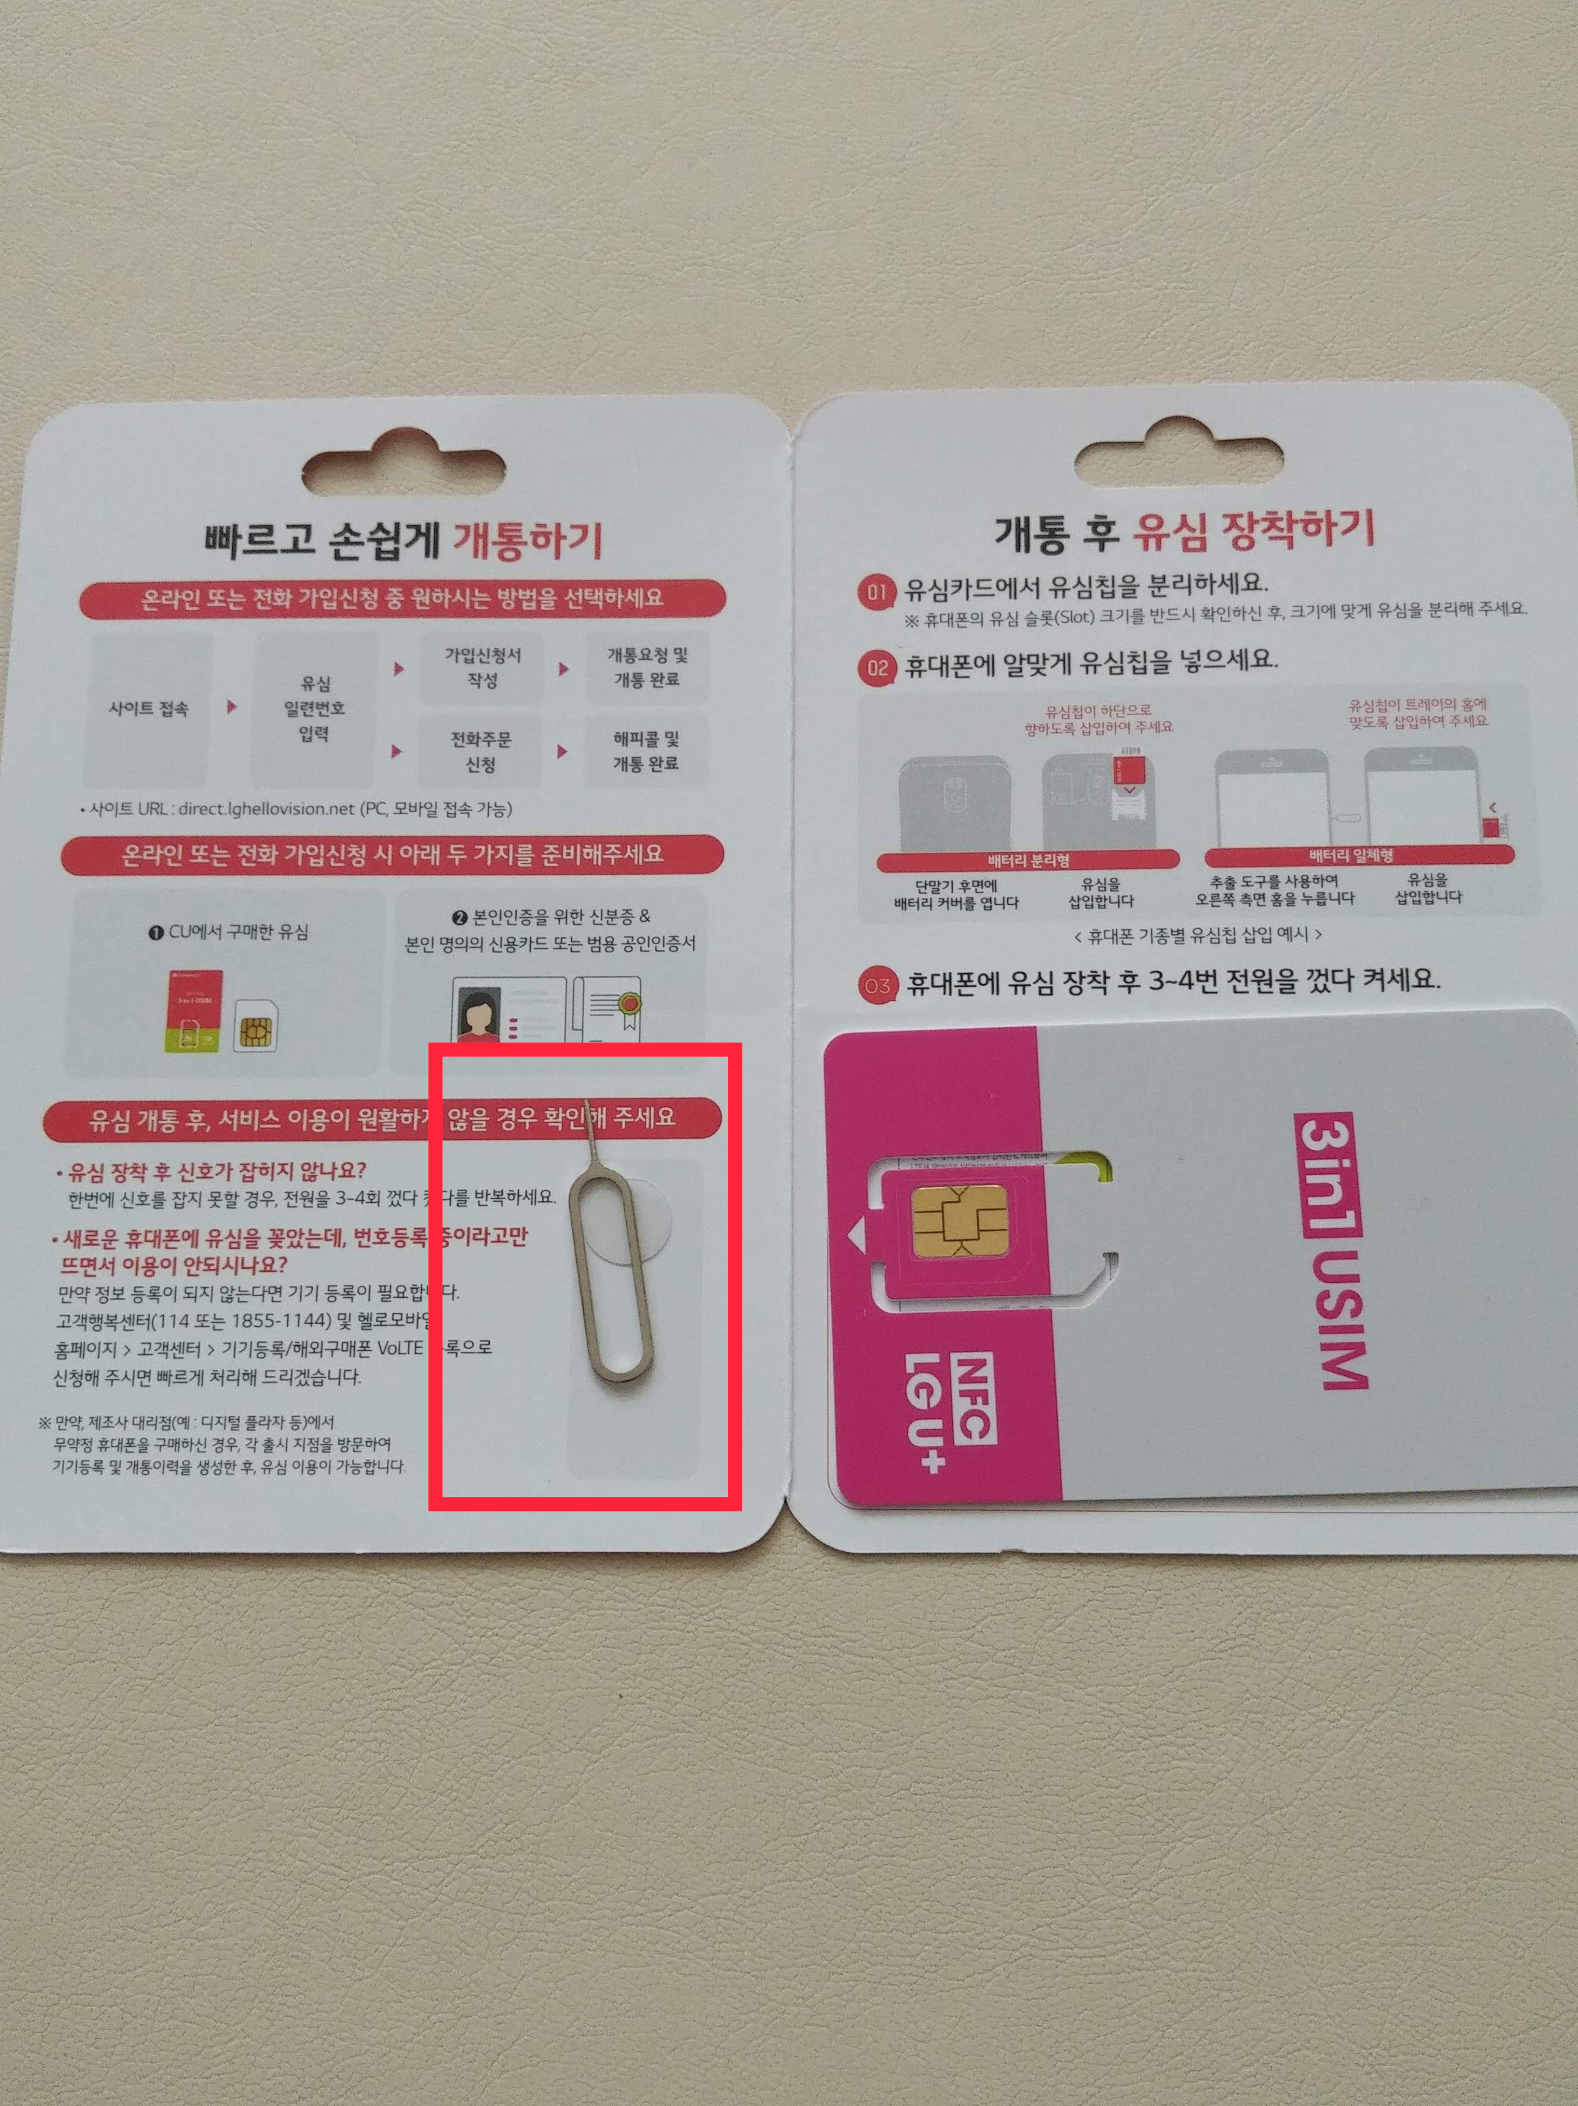 빠르고 손쉽게 개통하기
온라인 또는 전화 가입신청 중 원하시는 방법을 선택하세요
사이트 접속
유심
일련번호
입력
가입신청서
작성
개통요청 및
개통 완료
전화주문
신청
해피콜 및
개통 완료
• 사이트 URL : direct.lghellovision.net (PC, 모바일 접속 가능)
온라인 또는 전화 가입신청 시 아래 두 가지를 준비해주세요
❶ CU에서 구매한 유심
❷ 본인인증을 위한 신분증 &
본인 명의의 신용카드 또는 범용 공인인증서
3 in 1 USIM
유심 개통 후, 서비스 이용이 원활하지 않을 경우 확인해 주세요
• 유심 장착 후 신호가 잡히지 않나요?
한번에 신호를 잡지 못할 경우, 전원을 3~4회 껐다 켰다를 반복하세요.
• 새로운 휴대폰에 유심을 꽂았는데, 번호등록 중이라고만
뜨면서 이용이 안되시나요?
만약 정보 등록이 되지 않는다면 기기 등록이 필요합니다.
고객행복센터(114 또는 1855-1144) 및 헬로모바일
홈페이지 > 고객센터 > 기기등록/해외구매폰 VoLTE 등록으로
신청해 주시면 빠르게 처리해 드리겠습니다.
※ 만약, 제조사 대리점(예 : 디지털 플라자 등)에서
무약정 휴대폰을 구매하신 경우, 각 출시 지점을 방문하여
기기등록 및 개통이력을 생성한 후, 유심 이용이 가능합니다.
개통 후 유심 장착하기
01 유심카드에서 유심칩을 분리하세요.
※ 휴대폰의 유심 슬롯(Slot) 크기를 반드시 확인하신 후, 크기에 맞게 유심을 분리해 주세요.
02 휴대폰에 알맞게 유심칩을 넣으세요.
유심칩이 하단으로
향하도록 삽입하여 주세요
유심칩이 트레이의 홈에
맞도록 삽입하여 주세요
배터리 분리형
배터리 일체형
단말기 후면에
배터리 커버를 엽니다
유심을
삽입합니다
추출 도구를 사용하여
오른쪽 측면 홈을 누릅니다
유심을
삽입합니다
< 휴대폰 기종별 유심칩 삽입 예시 >
03 휴대폰에 유심 장착 후 3~4번 전원을 껐다 켜세요.
3in1 USIM
NFC
LG U+